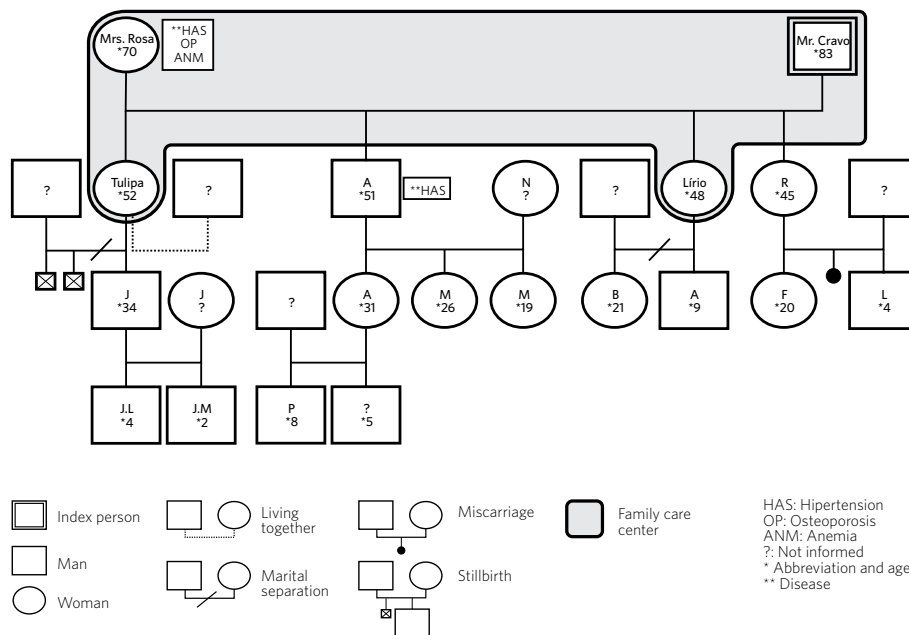 Mrs. Rosa
*70
**HAS
OP
ANM
Mr. Cravo
*83
?
Tulipa
*52
?
A
*51
**HAS
N
?
?
Lírio
*48
R
*45
?
J
*34
J
?
?
A
*31
M
*26
M
*19
B
*21
A
*9
F
*20
L
*4
J.L
*4
J.M
*2
P
*8
?
*5
Index person
Man
Woman
Living
together
Marital
separation
Miscarriage
Stillbirth
Family care
center
HAS: Hipertension
OP: Osteoporosis
ANM: Anemia
?: Not informed
* Abbreviation and age
** Disease